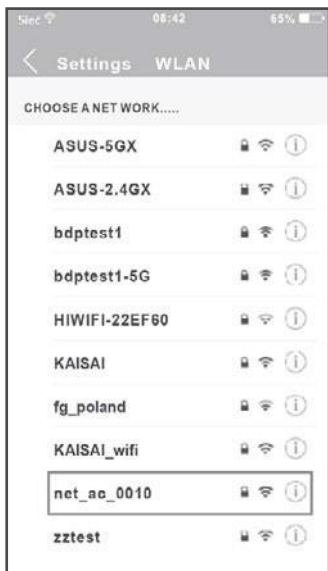 Sieć 08:42 65%
Settings WLAN
CHOOSE A NET WORK.....
ASUS-5GX
ASUS-2.4GX
bdptest1
bdptest1-5G
HIWIFI-22EF60
KAISAI
fg_poland
KAISAI_wifi
net_ac_0010
zztest